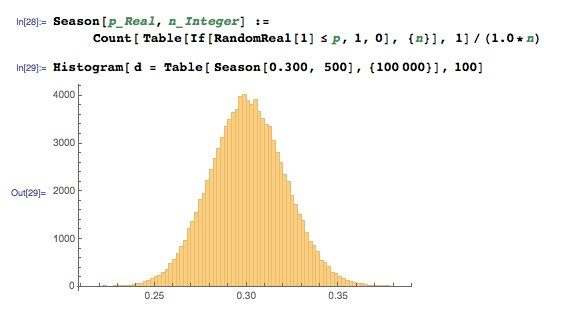 In[28]:= Season[p_Real, n_Integer] :=
Count[ Table[If[RandomReal[1] ≤ p, 1, 0], {n}], 1] / (1.0 * n)
In[29]:= Histogram[ d = Table[ Season[0.300, 500], {100 000}], 100]
4000
3000
2000
Out[29]=
1000
0
0.25 0.30 0.35